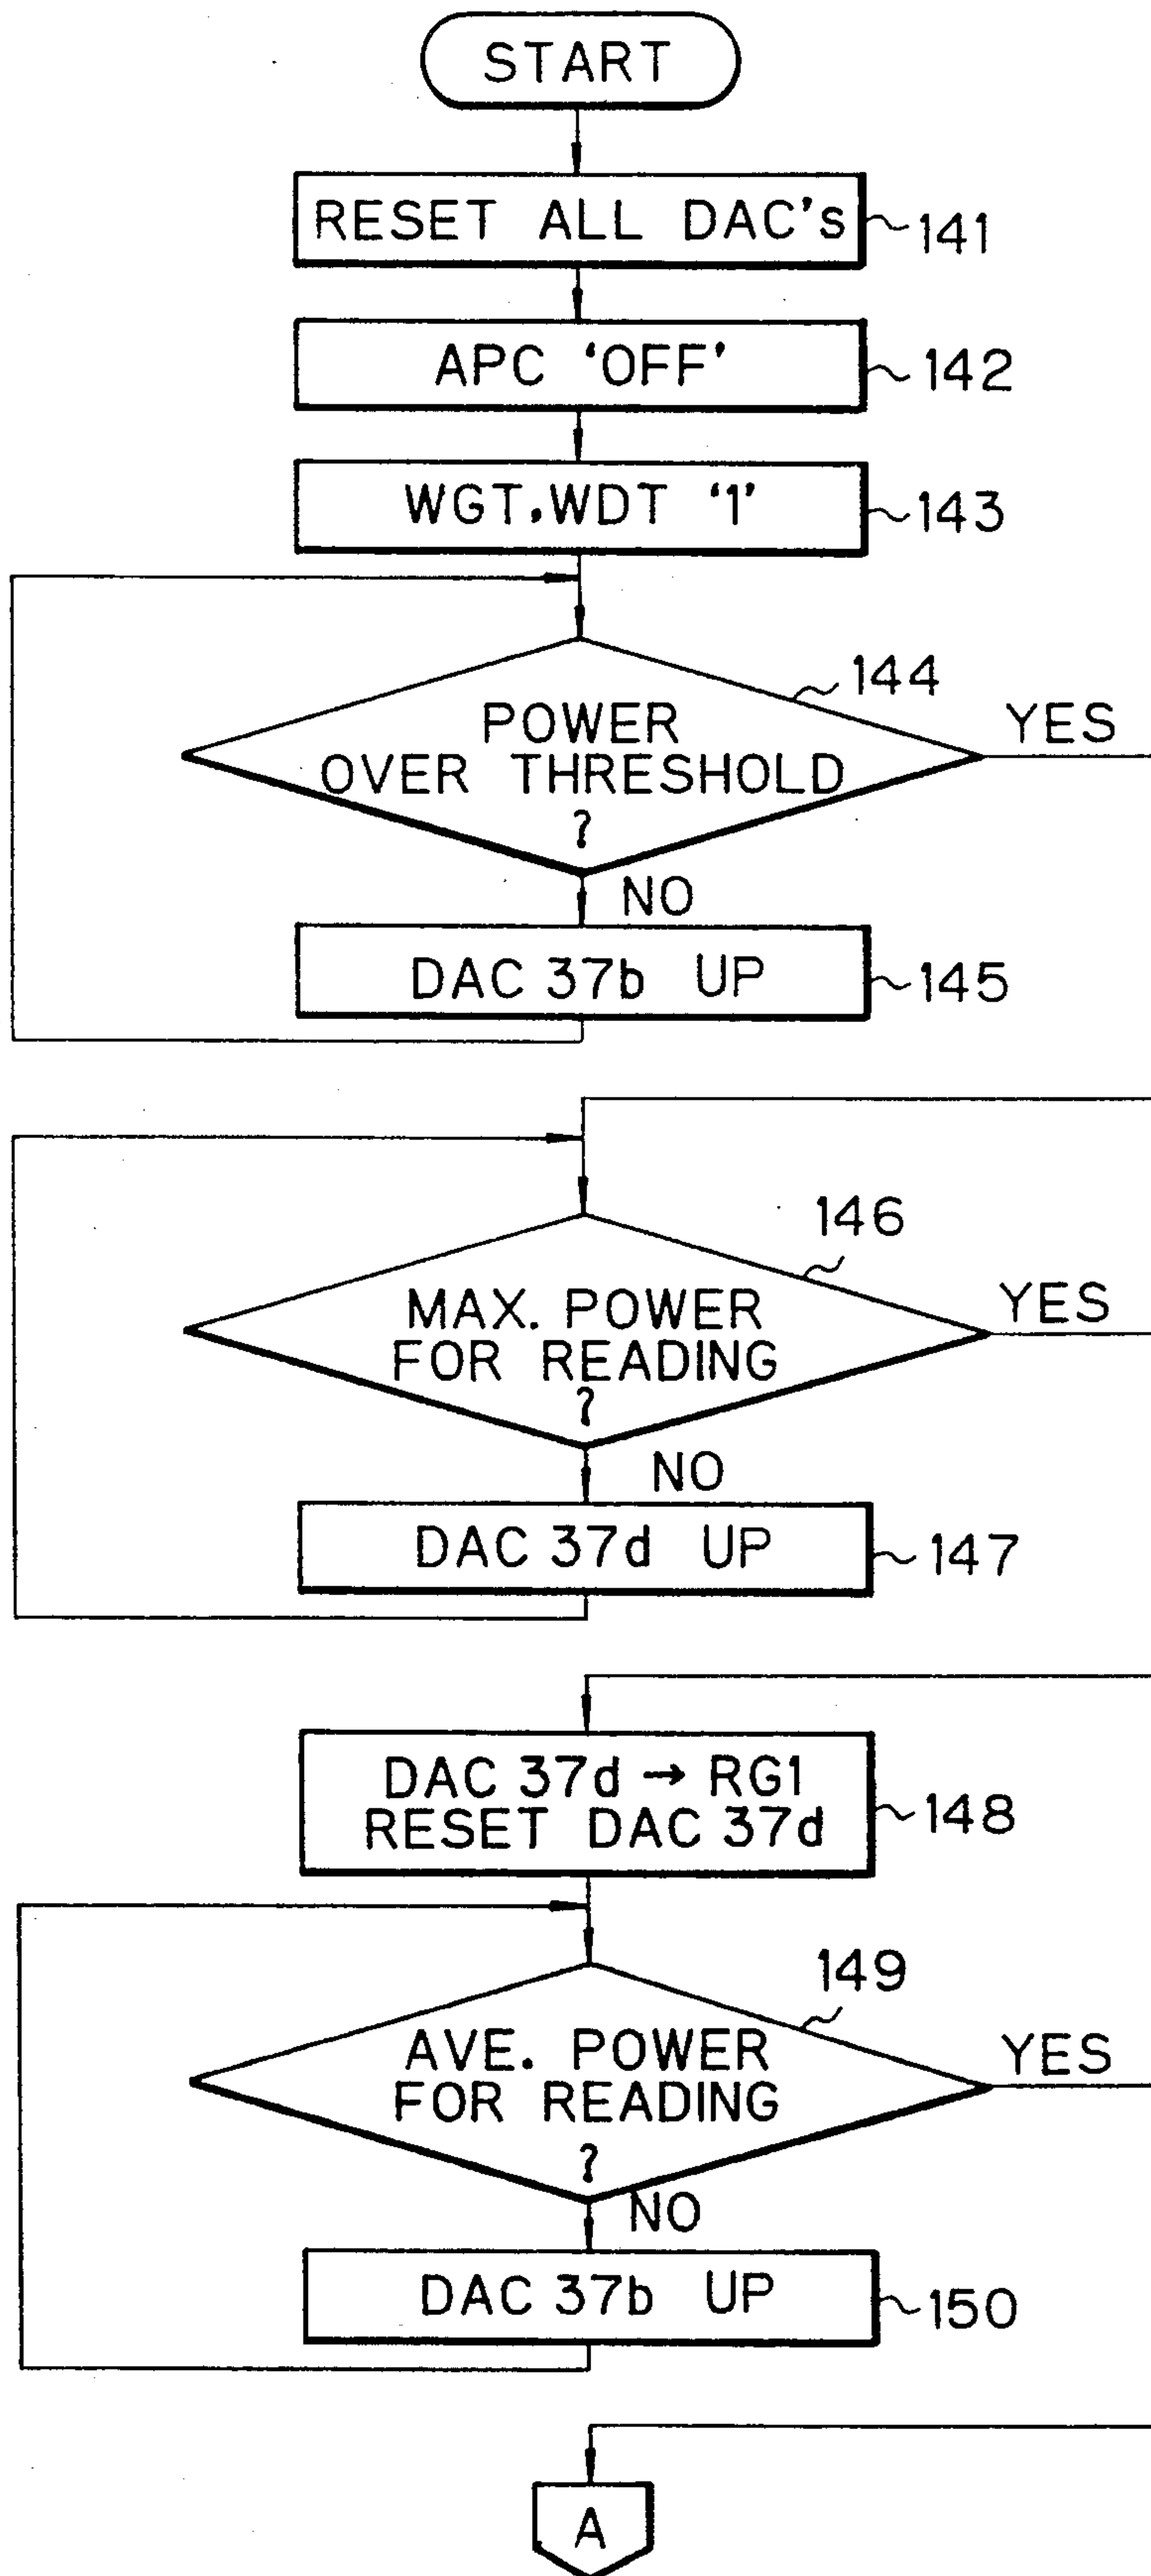 START
RESET ALL DAC's
141
APC 'OFF'
142
WGT.WDT '1'
143
144
YES
POWER
OVER THRESHOLD
?
NO
DAC 37b UP
145
146
YES
MAX. POWER
FOR READING
?
NO
DAC 37d UP
147
DAC 37d → RG1
RESET DAC 37d
148
149
YES
AVE. POWER
FOR READING
?
NO
DAC 37b UP
150
A